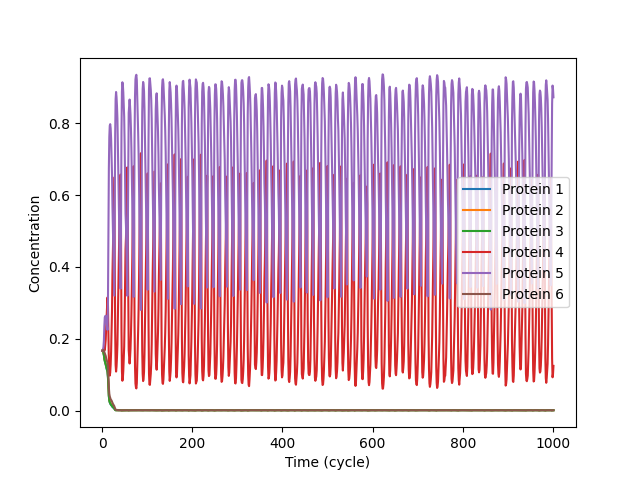 0.8
0.6
0.4
0.2
0.0
Concentration
0
200
400
600
800
1000
Time (cycle)
Protein 1
Protein 2
Protein 3
Protein 4
Protein 5
Protein 6